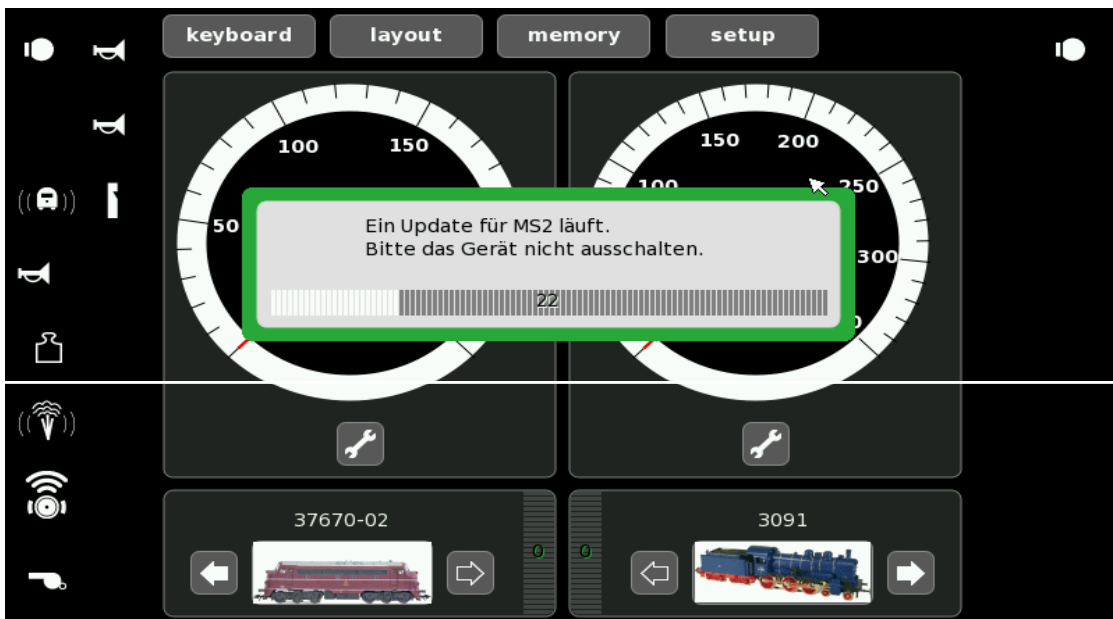 keyboard
layout
memory
setup
100
150
50
150
200
100
250
300
Ein Update für MS2 läuft.
Bitte das Gerät nicht ausschalten.
22
37670-02
0
0
3091